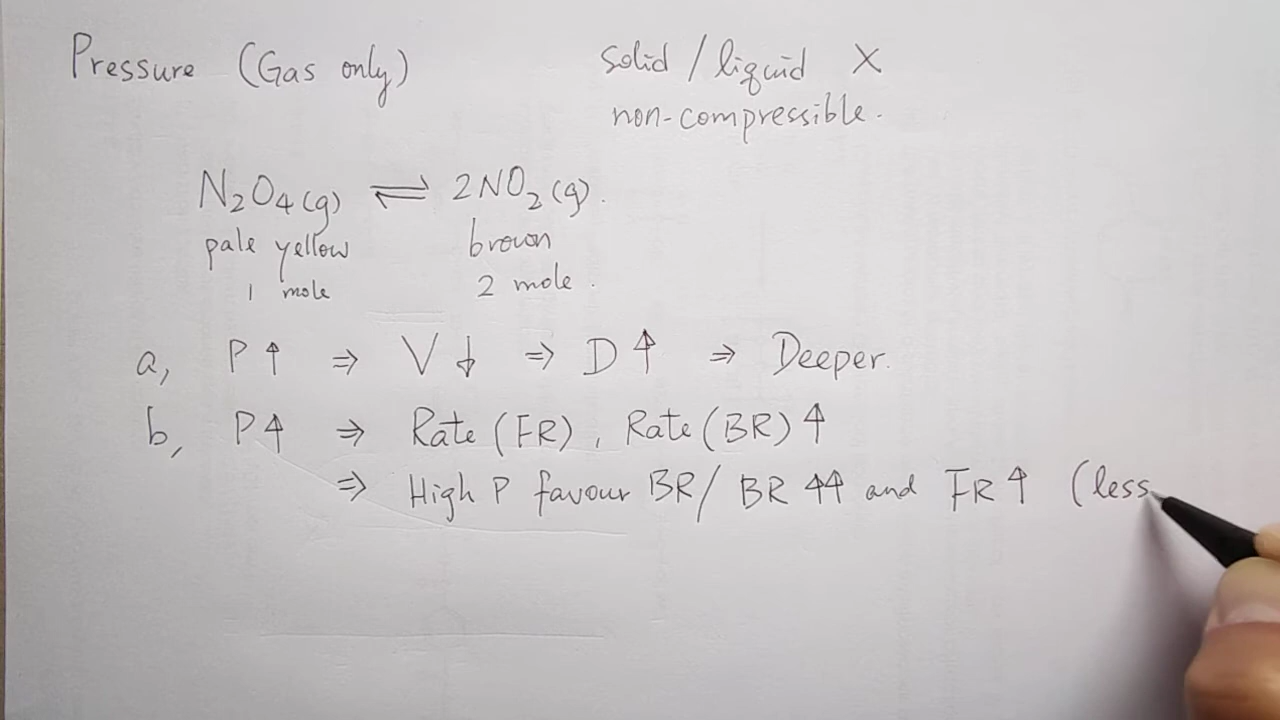 Pressure (Gas only)
solid / liquid X
non-compressible.
N₂O₄(g) ⇌ 2NO₂(g).
pale yellow brown
1 mole 2 mole.
a, P↑ ⇒ V↓ ⇒ D↑ ⇒ Deeper.
b, P↑ ⇒ Rate (FR), Rate (BR)↑
⇒ High P favour BR/ BR ↑↑ and FR↑ (less